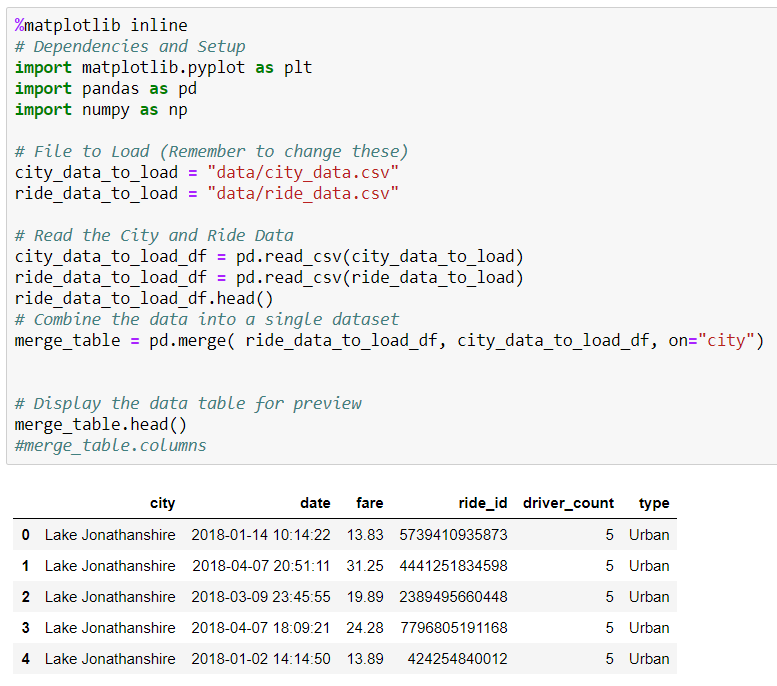 %matplotlib inline
# Dependencies and Setup
import matplotlib.pyplot as plt
import pandas as pd
import numpy as np
# File to Load (Remember to change these)
city_data_to_load = "data/city_data.csv"
ride_data_to_load = "data/ride_data.csv"
# Read the City and Ride Data
city_data_to_load_df = pd.read_csv(city_data_to_load)
ride_data_to_load_df = pd.read_csv(ride_data_to_load)
ride_data_to_load_df.head()
# Combine the data into a single dataset
merge_table = pd.merge( ride_data_to_load_df, city_data_to_load_df, on="city")
# Display the data table for preview
merge_table.head()
#merge_table.columns
city date fare ride_id driver_count type
0 Lake Jonathanshire 2018-01-14 10:14:22 13.83 5739410935873 5 Urban
1 Lake Jonathanshire 2018-04-07 20:51:11 31.25 4441251834598 5 Urban
2 Lake Jonathanshire 2018-03-09 23:45:55 19.89 2389495660448 5 Urban
3 Lake Jonathanshire 2018-04-07 18:09:21 24.28 7796805191168 5 Urban
4 Lake Jonathanshire 2018-01-02 14:14:50 13.89 424254840012 5 Urban